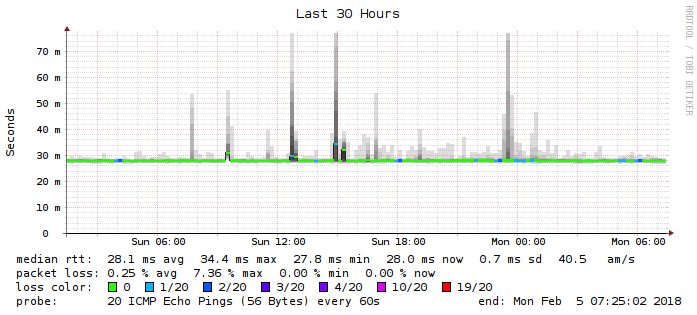 Last 30 Hours
RRDTOOL / TOBI OETIKER
Seconds
70 m
60 m
50 m
40 m
30 m
20 m
10 m
0
Sun 06:00 Sun 12:00 Sun 18:00 Mon 00:00 Mon 06:00
median rtt: 28.1 ms avg 34.4 ms max 27.8 ms min 28.0 ms now 0.7 ms sd 40.5 am/s
packet loss: 0.25 % avg 7.36 % max 0.00 % min 0.00 % now
loss color: 0 1/20 2/20 3/20 4/20 10/20 19/20
probe: 20 ICMP Echo Pings (56 Bytes) every 60s end: Mon Feb 5 07:25:02 2018